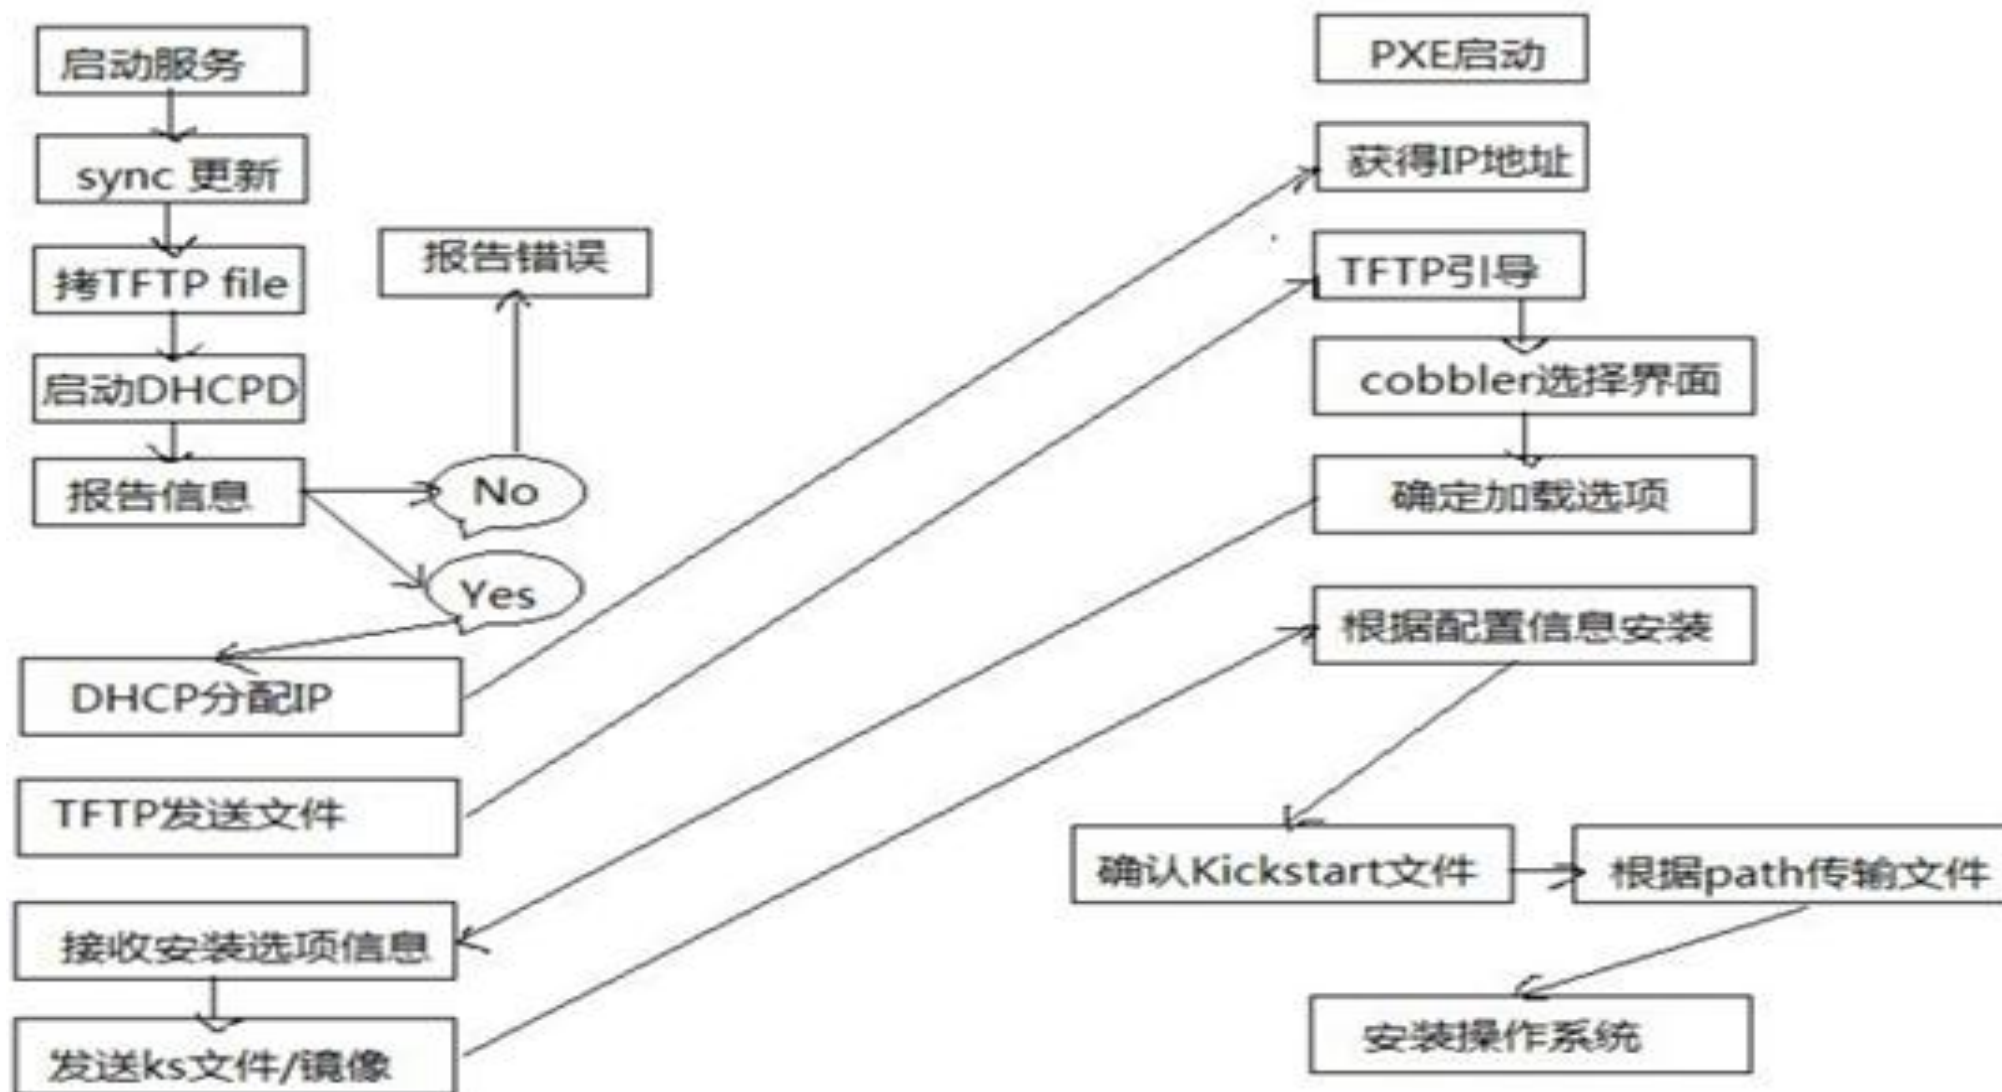 启动服务
sync 更新
拷TFTP file
启动DHCPD
报告信息
报告错误
No
Yes
DHCP分配IP
TFTP发送文件
接收安装选项信息
发送ks文件/镜像
PXE启动
获得IP地址
TFTP引导
cobbler选择界面
确定加载选项
根据配置信息安装
确认Kickstart文件
根据path传输文件
安装操作系统